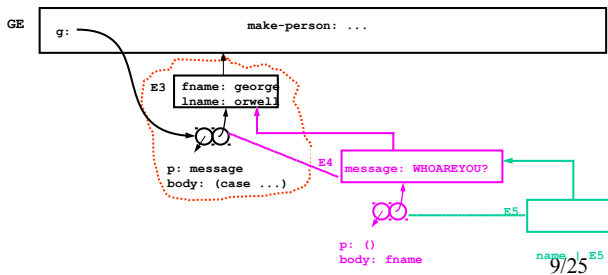 GE
make-person: ...
g:
E3
fname: george
lname: orwell
p: message
body: (case ...)
E4
message: WHOAREYOU?
E5
p: ()
body: fname
name | E5
9/25